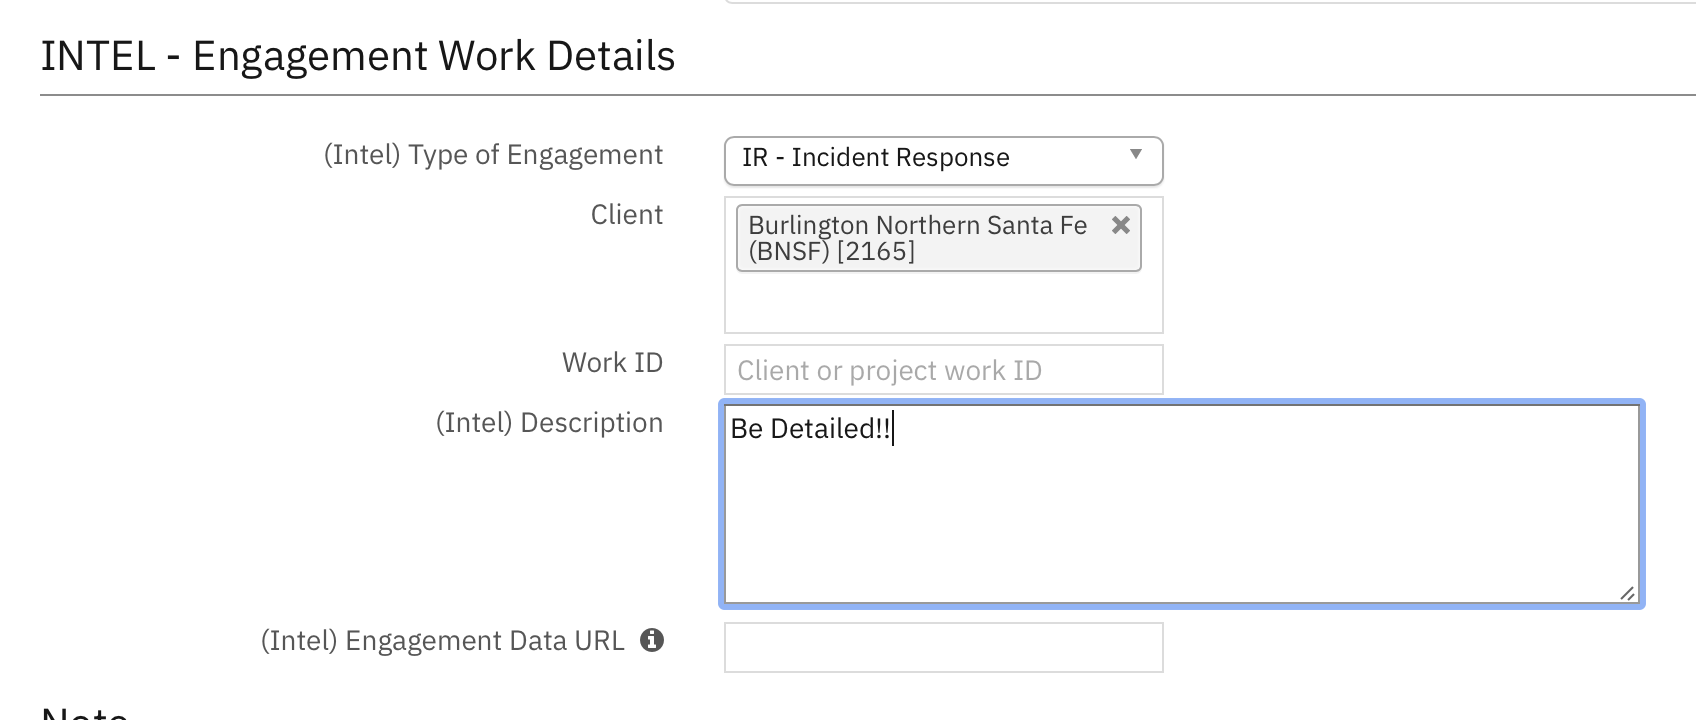 INTEL - Engagement Work Details
(Intel) Type of Engagement
IR - Incident Response
Client
Burlington Northern Santa Fe
(BNSF) [2165]
Work ID
Client or project work ID
(Intel) Description
Be Detailed!!
(Intel) Engagement Data URL